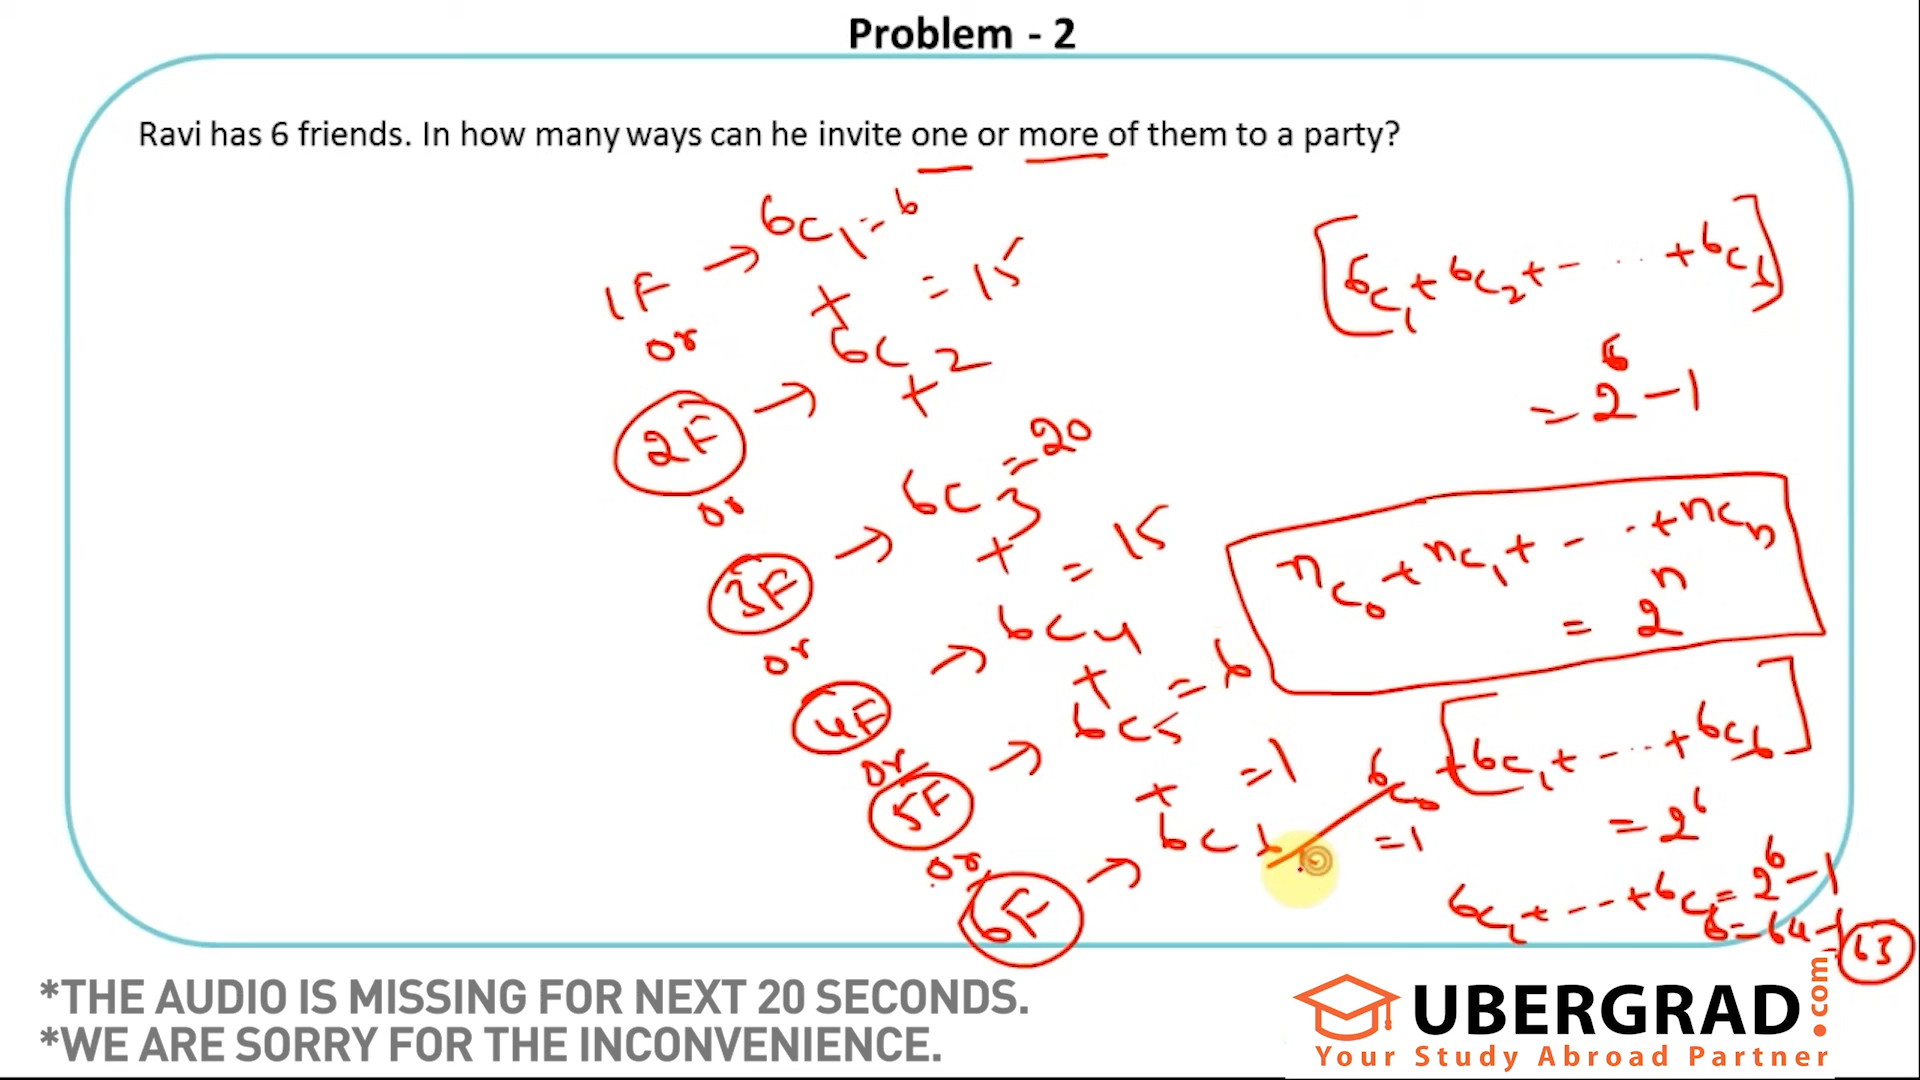 Problem - 2
Ravi has 6 friends. In how many ways can he invite one or more of them to a party?
1F → 6C1 = 6
or
+ = 15
2F → 6C2
or
+
3F → 6C3 = 20
or
+ = 15
4F → 6C4
or
+ = 6
5F → 6C5
or
+ = 1
6F → 6C6
[6C1 + 6C2 + - ... + 6C6]
= 2^6 - 1
nC0 + nC1 + - ... + nCn
= 2^n
6C0 + [6C1 + - ... + 6C6]
= 1
= 2^6
6C1 + --- + 6C6 = 2^6 - 1
= 64 - 1
= 63
*THE AUDIO IS MISSING FOR NEXT 20 SECONDS.
*WE ARE SORRY FOR THE INCONVENIENCE.
UBERGRAD.com
Your Study Abroad Partner